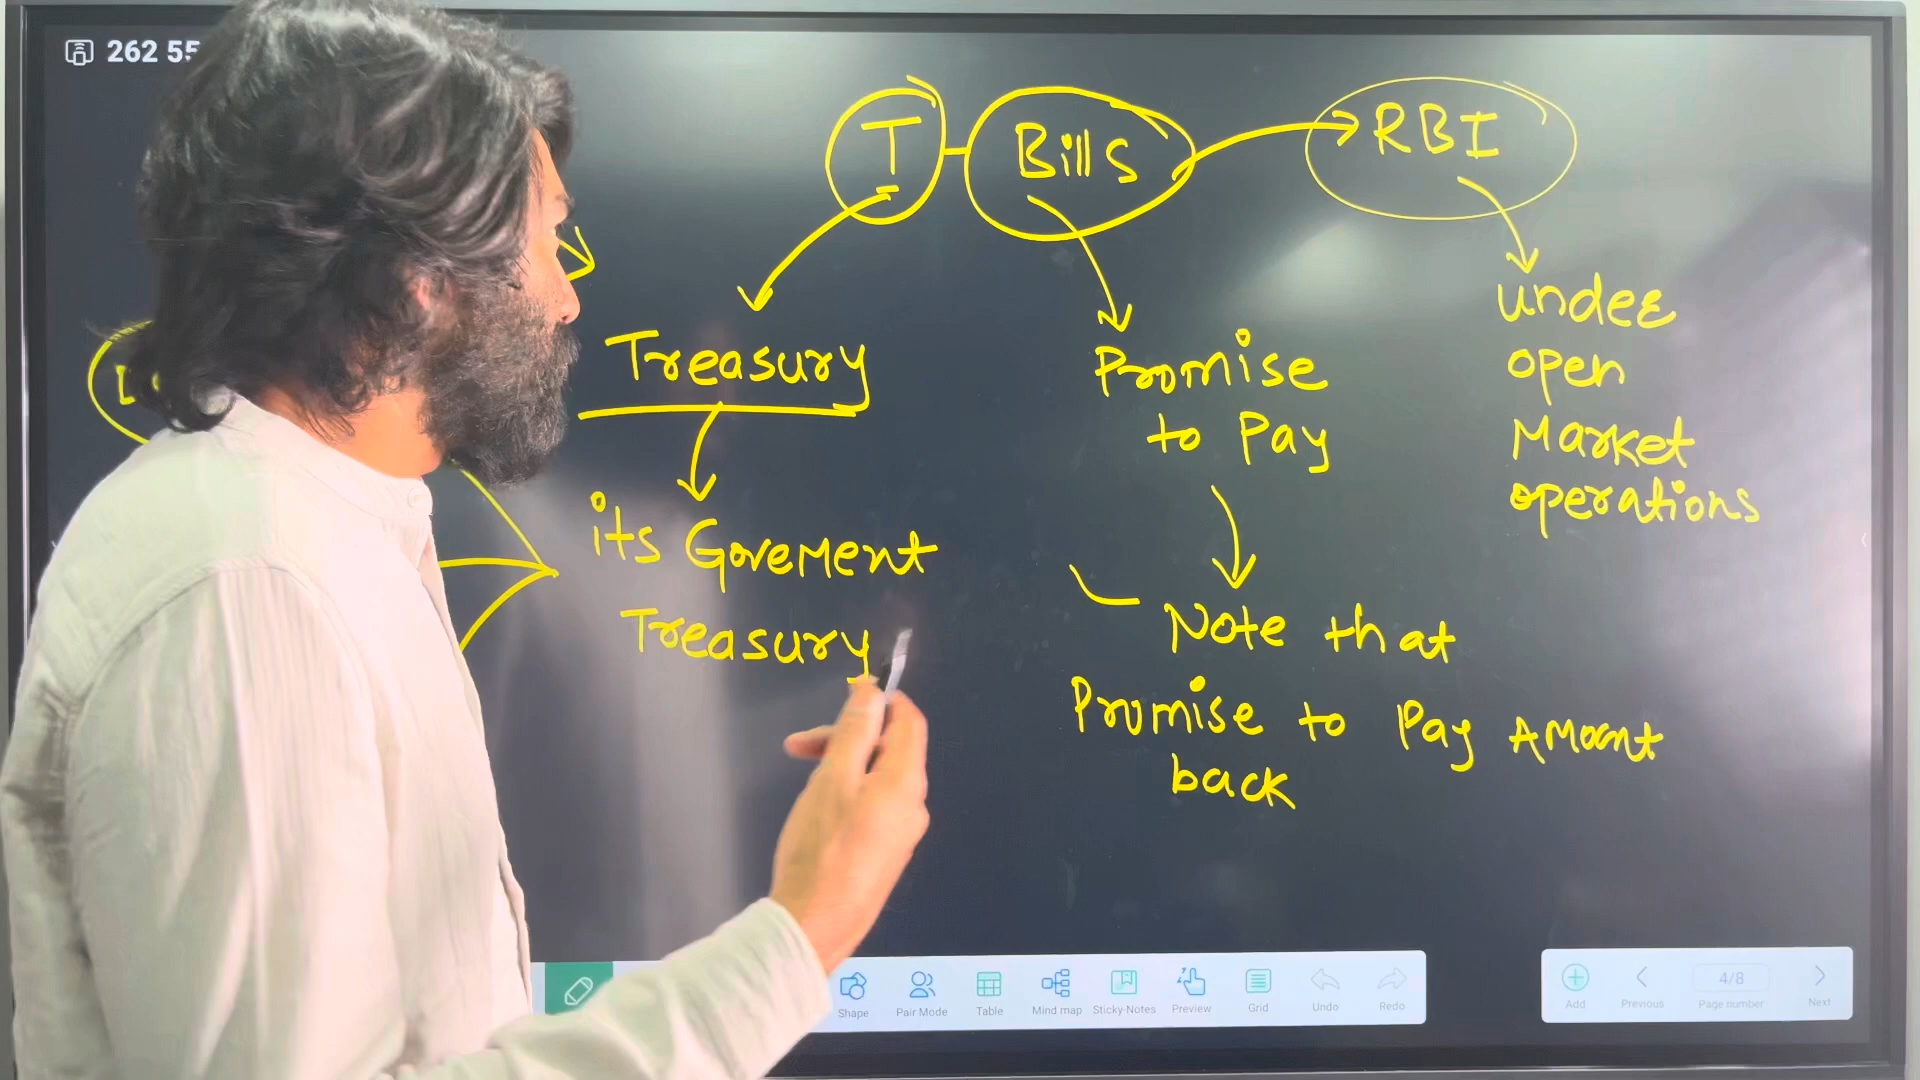 262 55
T - Bills
RBI
Treasury
its Goverment
Treasury
Promise
to Pay
Note that
Promise to Pay Amount
back
under
open
Market
operations
Shape
Pair Mode
Table
Mind map
Sticky-Notes
Preview
Grid
Undo
Redo
Add
Previous
4/8
Page number
Next